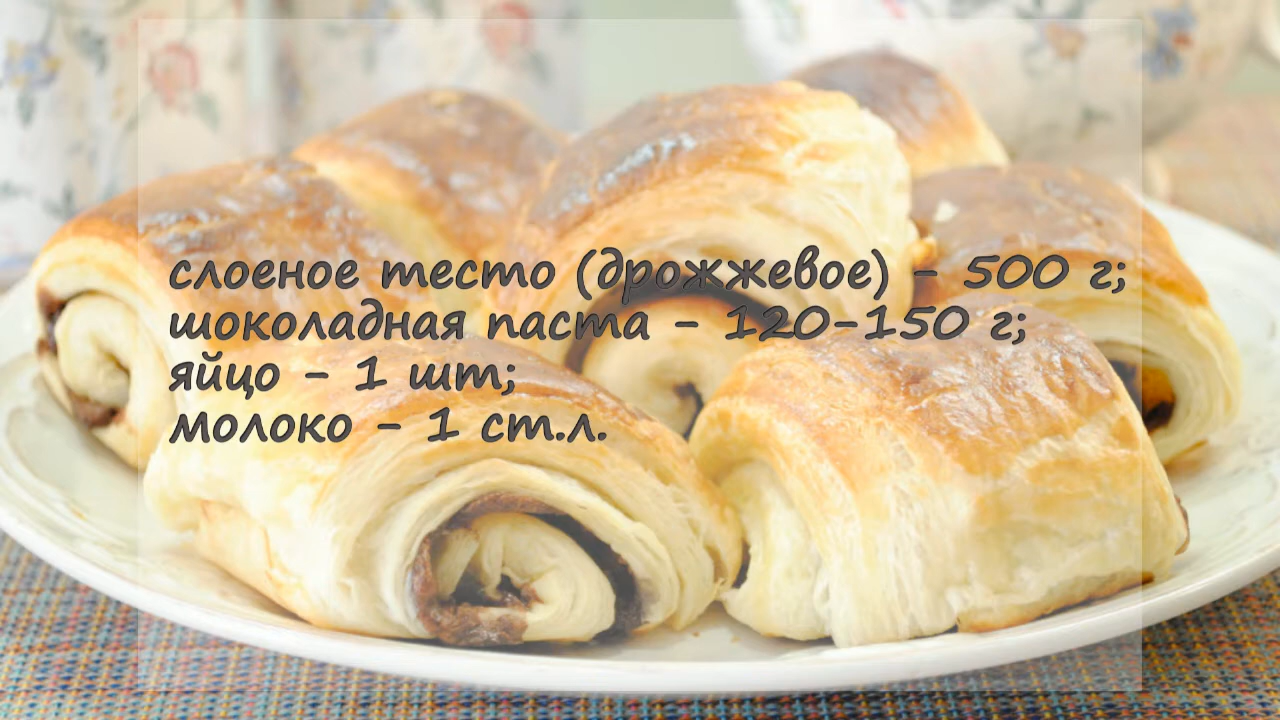 слоеное тесто (дрожжевое) - 500 г;
шоколадная паста - 120-150 г;
яйцо - 1 шт;
молоко - 1 ст.л.